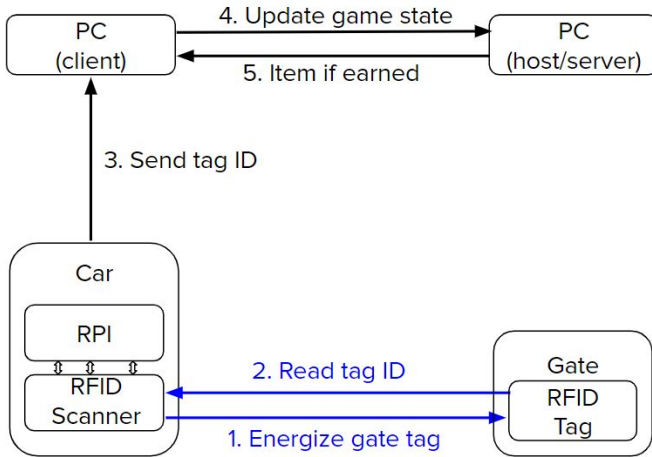 4. Update game state
PC
(client)
PC
(host/server)
5. Item if earned
3. Send tag ID
Car
RPI
RFID
Scanner
2. Read tag ID
1. Energize gate tag
Gate
RFID
Tag